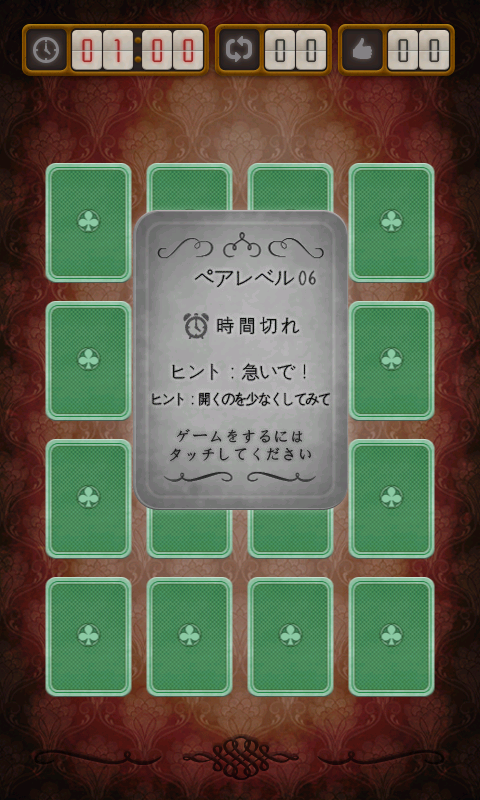 01:00 00 00
ペアレベル 06
時間切れ
ヒント：急いで！
ヒント：開くのを少なくしてみて
ゲームをするには
タッチしてください